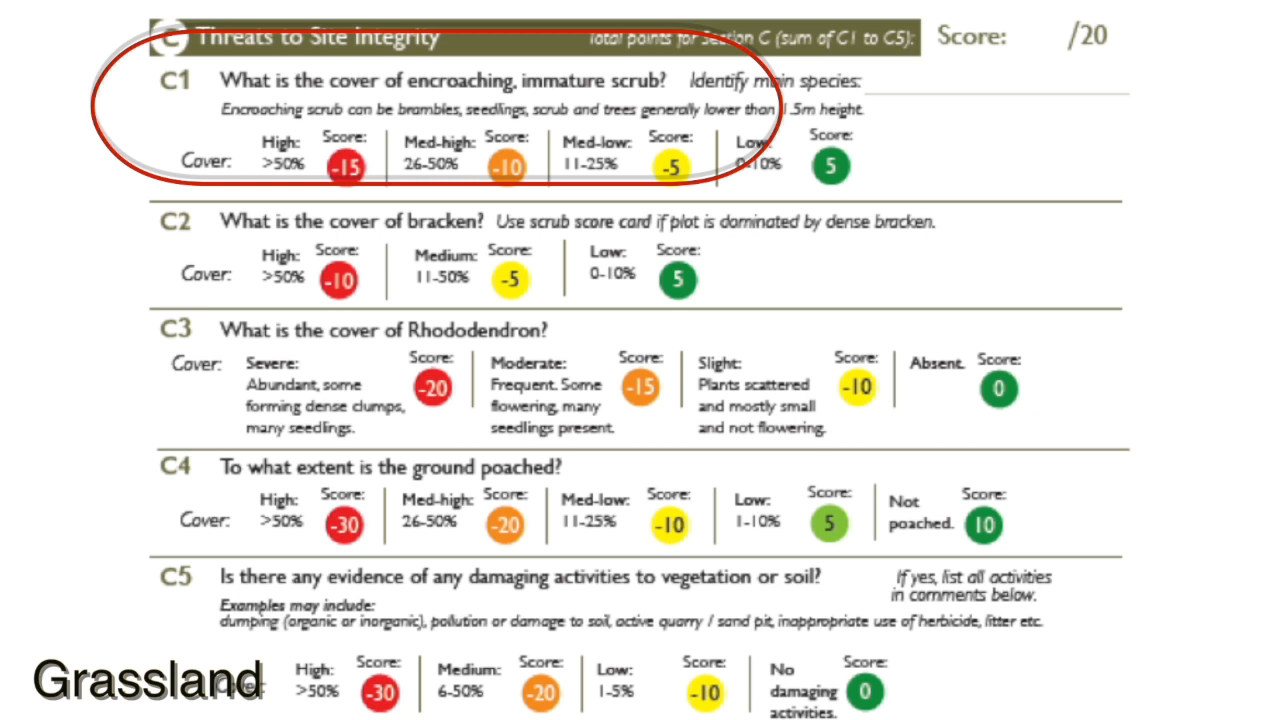 C Threats to Site Integrity Total points for Section C (sum of C1 to C5): Score: /20
C1 What is the cover of encroaching, immature scrub? Identify main species:
Encroaching scrub can be brambles, seedlings, scrub and trees generally lower than 1.5m height.
High: Score: Med-high: Score: Med-low: Score: Low: Score:
Cover: >50% -15 26-50% -10 11-25% -5 0-10% 5
C2 What is the cover of bracken? Use scrub score card if plot is dominated by dense bracken.
High: Score: Medium: Score: Low: Score:
Cover: >50% -10 11-50% -5 0-10% 5
C3 What is the cover of Rhododendron?
Cover: Severe: Score: Moderate: Score: Slight: Score: Absent. Score:
Abundant, some -20 Frequent. Some -15 Plants scattered -10 0
forming dense clumps, flowering, many and mostly small
many seedlings. seedlings present. and not flowering.
C4 To what extent is the ground poached?
High: Score: Med-high: Score: Med-low: Score: Low: Score: Not Score:
Cover: >50% -30 26-50% -20 11-25% -10 1-10% 5 poached. 10
C5 Is there any evidence of any damaging activities to vegetation or soil? If yes, list all activities
in comments below.
Examples may include:
dumping (organic or inorganic), pollution or damage to soil, active quarry / sand pit, inappropriate use of herbicide, litter etc.
High: Score: Medium: Score: Low: Score: No Score:
Grassland Cover: >50% -30 6-50% -20 1-5% -10 damaging 0
activities.